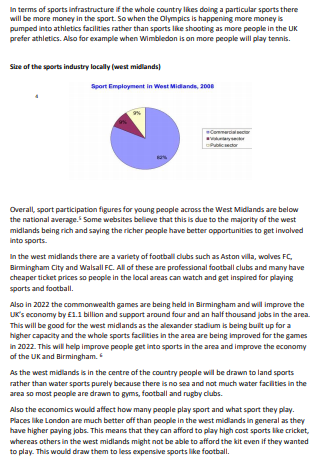 In terms of sports infrastructure if the whole country likes doing a particular sports there
will be more money in the sport. So when the Olympics is happening more money is
pumped into athletics facilities rather than sports like shooting as more people in the UK
prefer athletics. Also for example when Wimbledon is on more people will play tennis.
Size of the sports industry locally (west midlands)
Sport Employment in West Midlands, 2008
4
9%
9%
82%
Commercial sector
Voluntary sector
Public sector
Overall, sport participation figures for young people across the West Midlands are below
the national average.⁵ Some websites believe that this is due to the majority of the west
midlands being rich and saying the richer people have better opportunities to get involved
into sports.
In the west midlands there are a variety of football clubs such as Aston villa, wolves FC,
Birmingham City and Walsall FC. All of these are professional football clubs and many have
cheaper ticket prices so people in the local areas can watch and get inspired for playing
sports and football.
Also in 2022 the commonwealth games are being held in Birmingham and will improve the
UK's economy by £1.1 billion and support around four and an half thousand jobs in the area.
This will be good for the west midlands as the alexander stadium is being built up for a
higher capacity and the whole sports facilities in the area are being improved for the games
in 2022. This will help improve people get into sports in the area and improve the economy
of the UK and Birmingham. ⁶
As the west midlands is in the centre of the country people will be drawn to land sports
rather than water sports purely because there is no sea and not much water facilities in the
area so most people are drawn to gyms, football and rugby clubs.
Also the economics would affect how many people play sport and what sport they play.
Places like London are much better off than people in the west midlands in general as they
have higher paying jobs. This means that they can afford to play high cost sports like cricket,
whereas others in the west midlands might not be able to afford the kit even if they wanted
to play. This would draw them to less expensive sports like football.